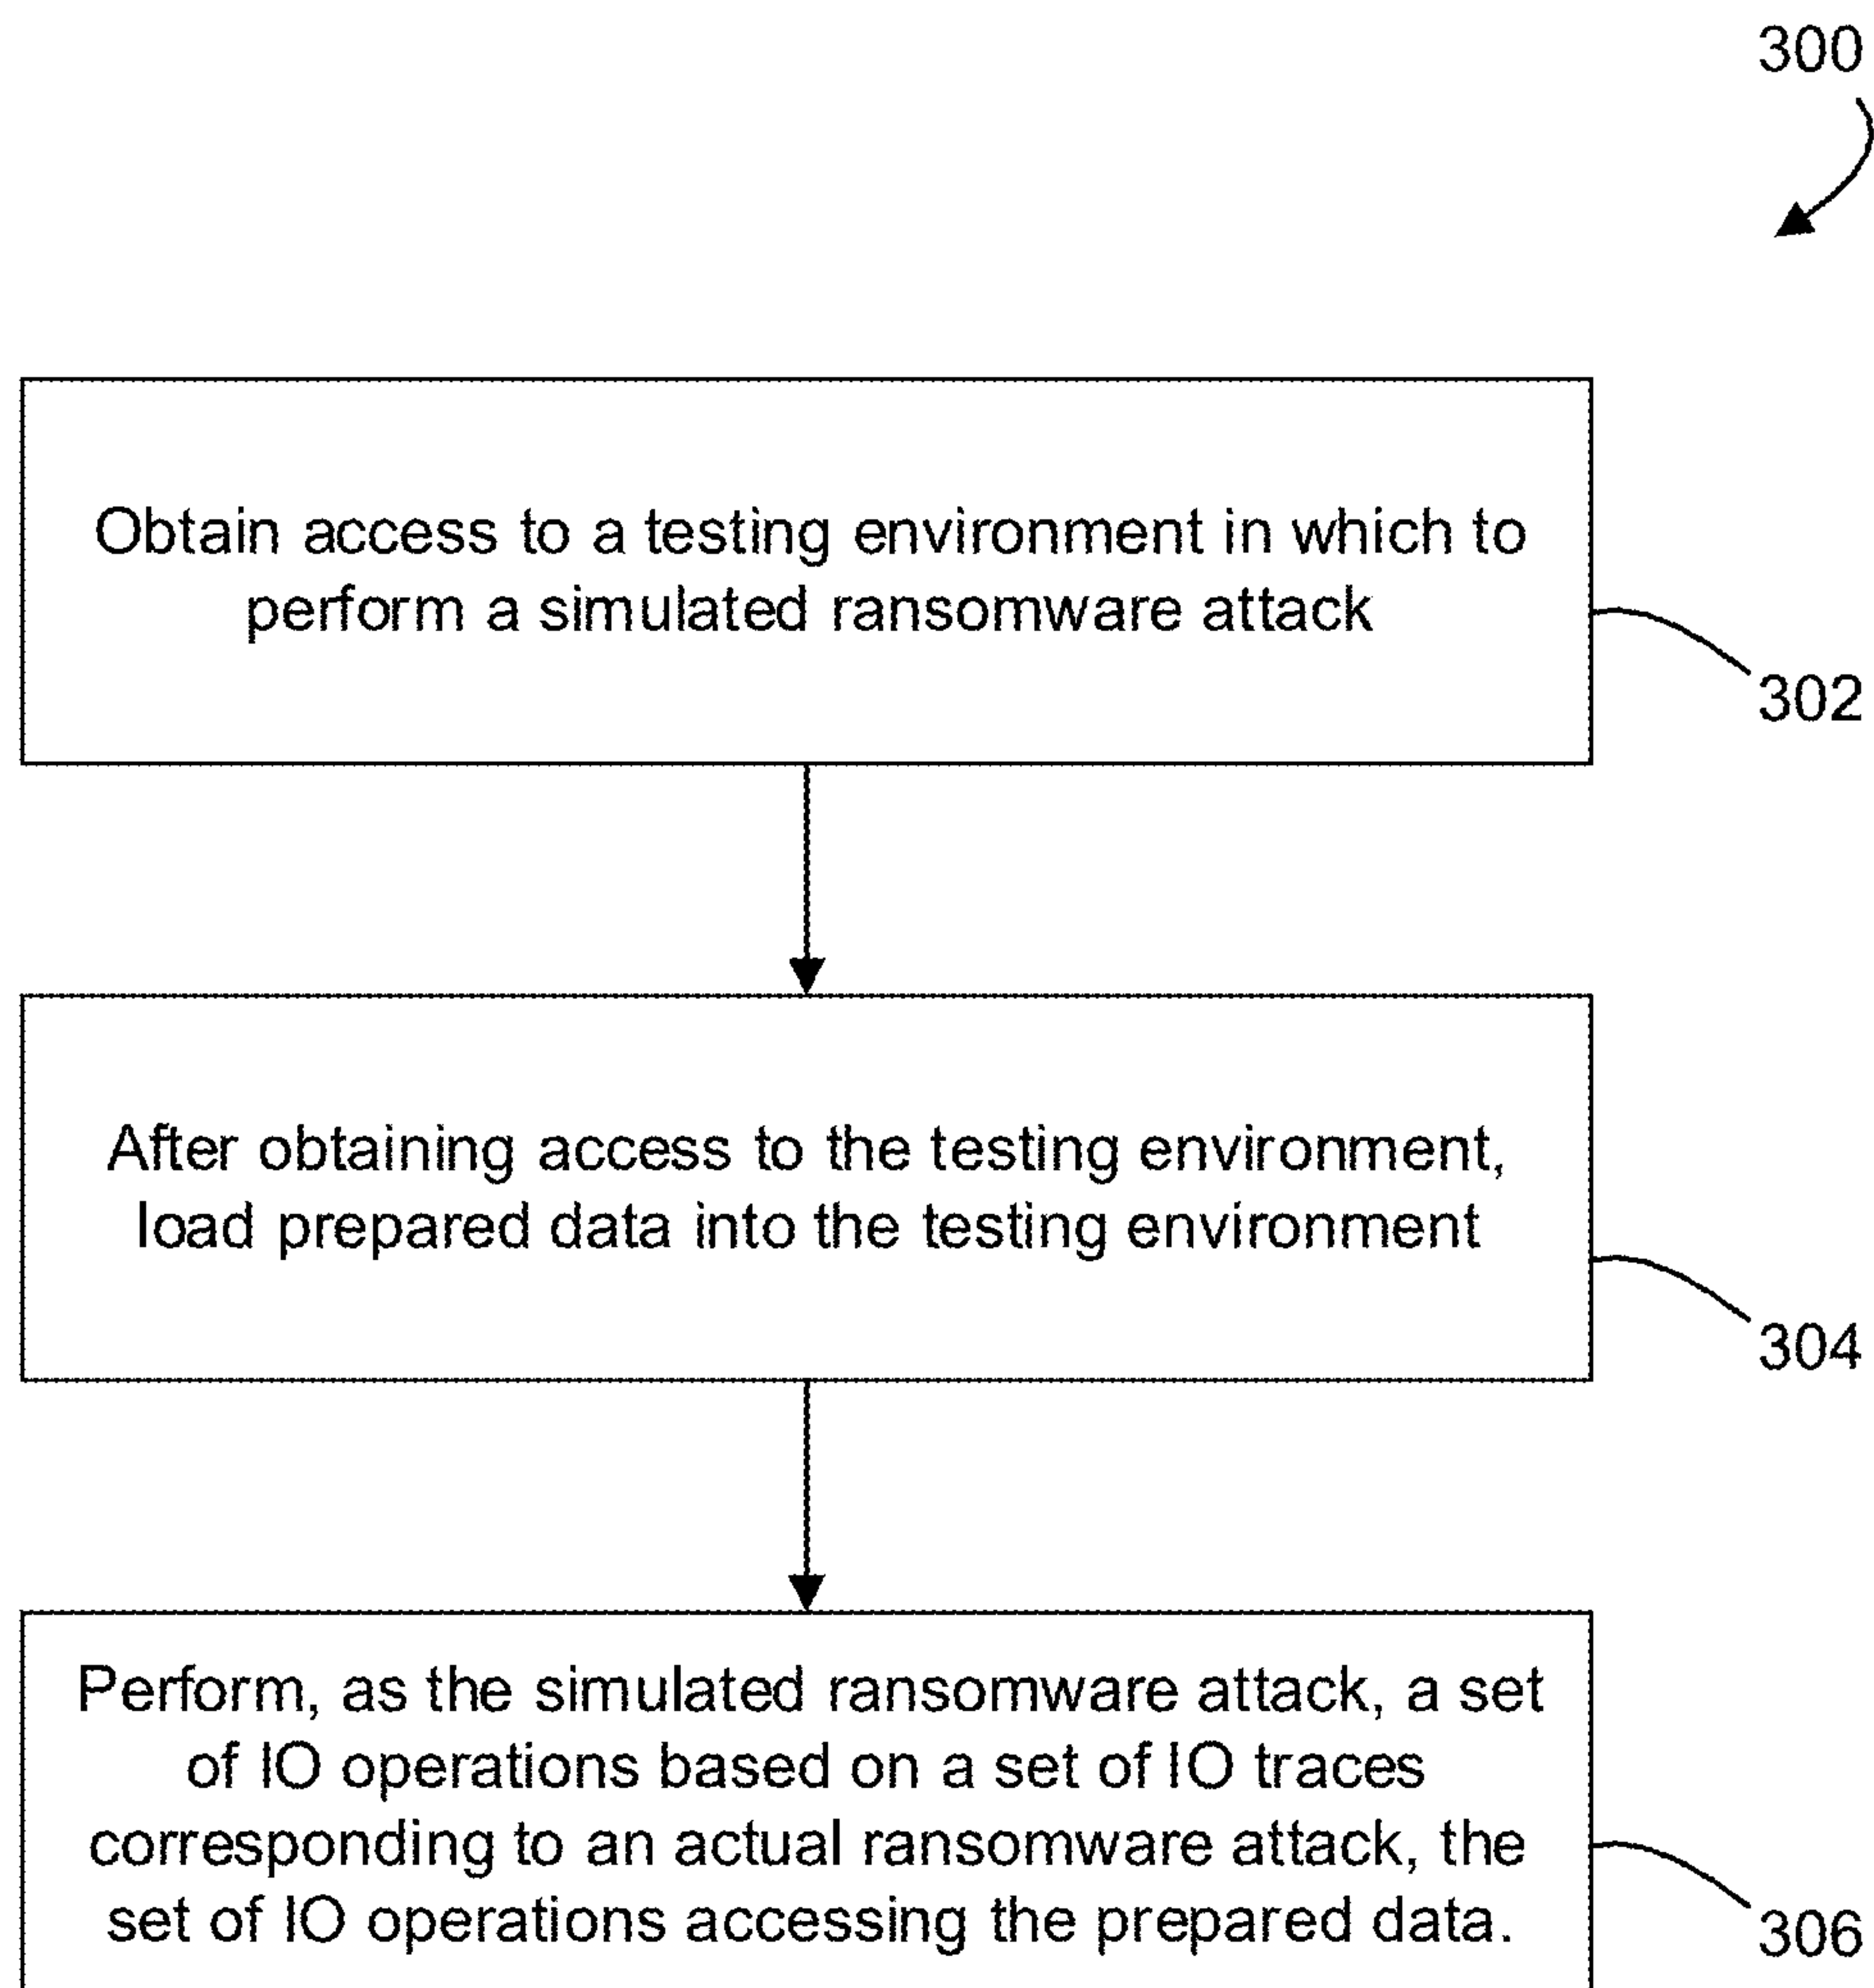 300
Obtain access to a testing environment in which to
perform a simulated ransomware attack
302
After obtaining access to the testing environment,
load prepared data into the testing environment
304
Perform, as the simulated ransomware attack, a set
of IO operations based on a set of IO traces
corresponding to an actual ransomware attack, the
set of IO operations accessing the prepared data.
306